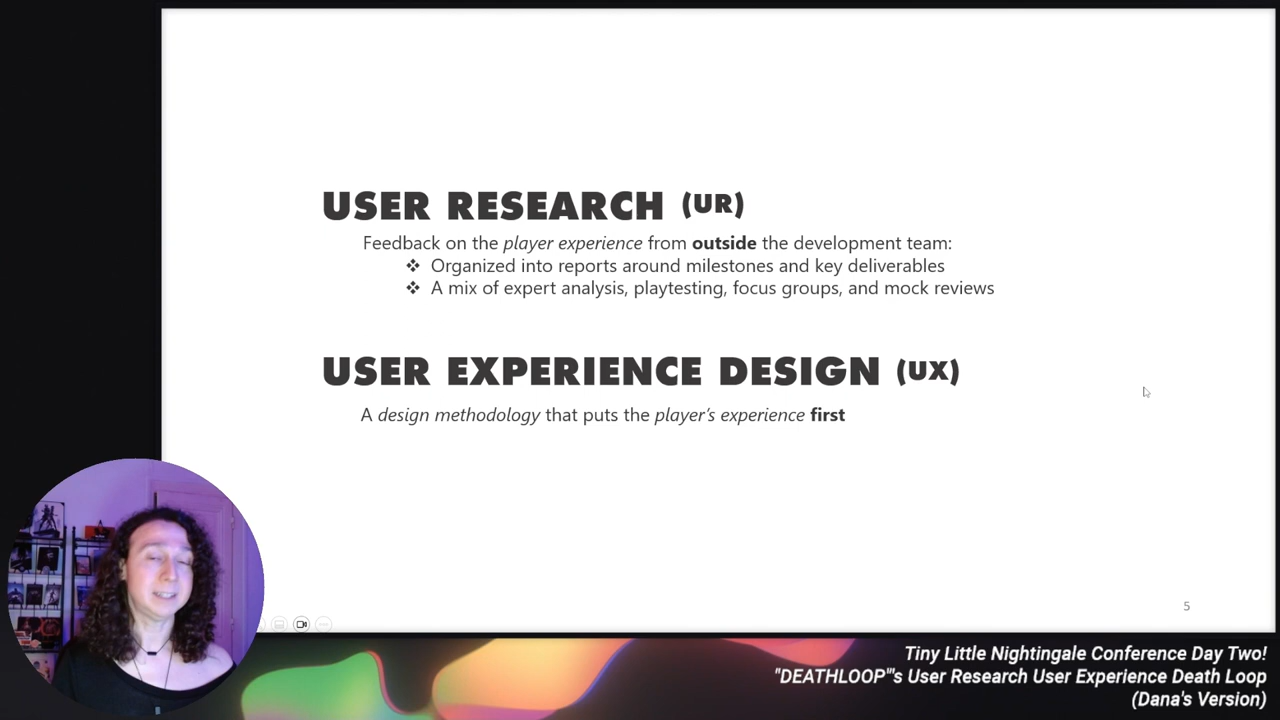 USER RESEARCH (UR)
Feedback on the player experience from outside the development team:
❖ Organized into reports around milestones and key deliverables
❖ A mix of expert analysis, playtesting, focus groups, and mock reviews
USER EXPERIENCE DESIGN (UX)
A design methodology that puts the player's experience first
5
Tiny Little Nightingale Conference Day Two!
"DEATHLOOP"'s User Research User Experience Death Loop
(Dana's Version)